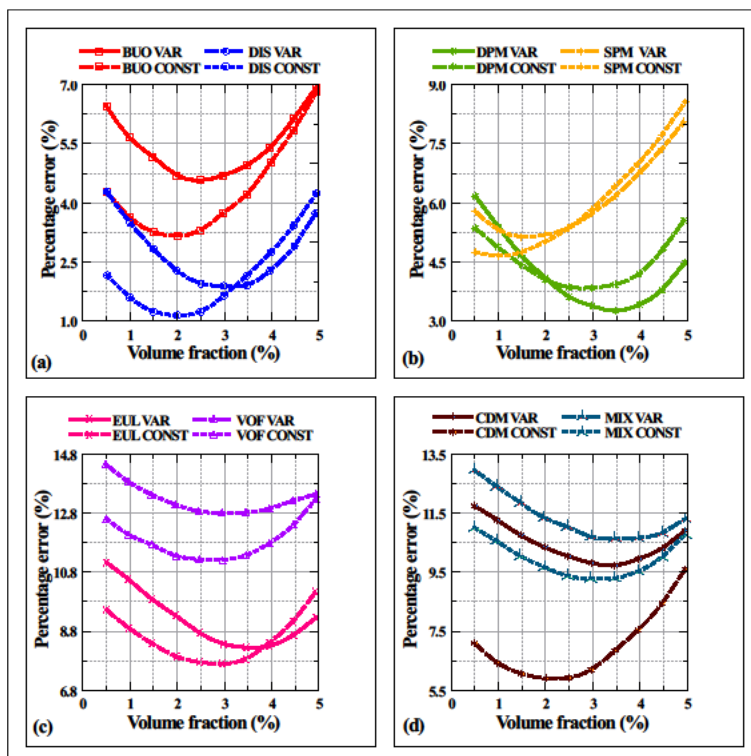 BUO VAR DIS VAR
BUO CONST DIS CONST
7.0
5.5
4.0
2.5
1.0
Percentage error (%)
0 1 2 3 4 5
Volume fraction (%)
(a)
DPM VAR SPM VAR
DPM CONST SPM CONST
9.0
7.5
6.0
4.5
3.0
Percentage error (%)
0 1 2 3 4 5
Volume fraction (%)
(b)
EUL VAR VOF VAR
EUL CONST VOF CONST
14.8
12.8
10.8
8.8
6.8
Percentage error (%)
0 1 2 3 4 5
Volume fraction (%)
(c)
CDM VAR MIX VAR
CDM CONST MIX CONST
13.5
11.5
9.5
7.5
5.5
Percentage error (%)
0 1 2 3 4 5
Volume fraction (%)
(d)